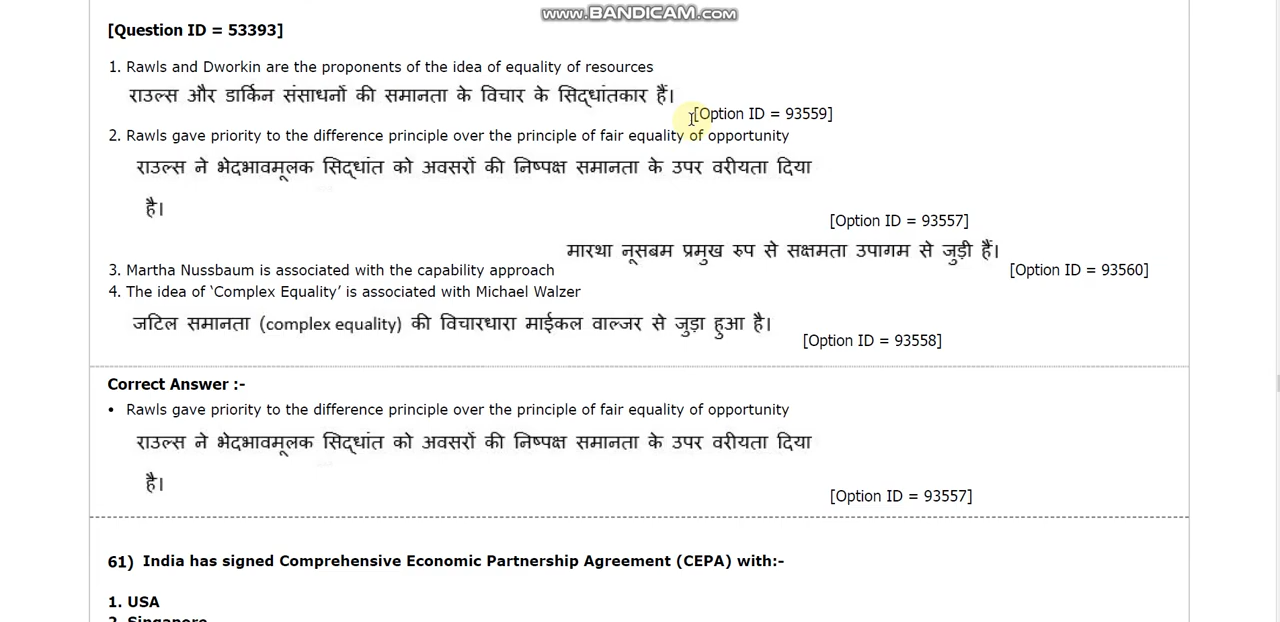 www.BANDICAM.com
[Question ID = 53393]
1. Rawls and Dworkin are the proponents of the idea of equality of resources
राउल्स और डार्किन संसाधनों की समानता के विचार के सिद्धांतकार हैं।
[Option ID = 93559]
2. Rawls gave priority to the difference principle over the principle of fair equality of opportunity
राउल्स ने भेदभावमूलक सिद्धांत को अवसरों की निष्पक्ष समानता के उपर वरीयता दिया
है।
[Option ID = 93557]
मारथा नूसबम प्रमुख रुप से सक्षमता उपागम से जुड़ी हैं।
3. Martha Nussbaum is associated with the capability approach [Option ID = 93560]
4. The idea of ‘Complex Equality’ is associated with Michael Walzer
जटिल समानता (complex equality) की विचारधारा माईकल वाल्जर से जुड़ा हुआ है।
[Option ID = 93558]
Correct Answer :-
• Rawls gave priority to the difference principle over the principle of fair equality of opportunity
राउल्स ने भेदभावमूलक सिद्धांत को अवसरों की निष्पक्ष समानता के उपर वरीयता दिया
है।
[Option ID = 93557]
61) India has signed Comprehensive Economic Partnership Agreement (CEPA) with:-
1. USA
2. Singapore